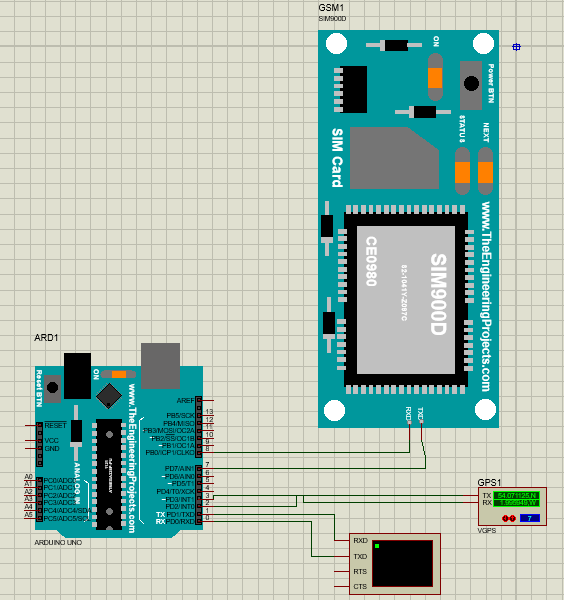 GSM1
SIM900D
ON
Power BTN
STATUS
NEXT
SIM Card
www.TheEngineeringProjects.com
CE0980
SIM900D
RXD
TXD
ARD1
ON
Reset BTN
www.TheEngineeringProjects.com
ANALOG IN
RESET
VCC
GND
AREF
PB5/SCK
13
PB4/MISO
12
PB3/MOSI/OC2A
11
PB2/SS/OC1B
10
PB1/OC1A
9
PB0/ICP1/CLKO
8
PD7/AIN1
7
PD6/AIN0
6
PD5/T1
5
PD4/T0/XCK
4
PD3/INT1
3
PD2/INT0
2
TX PD1/TXD
1
RX PD0/RXD
0
A0 PC0/ADC0
A1 PC1/ADC1
A2 PC2/ADC2
A3 PC3/ADC3
A4 PC4/ADC4/SDA
A5 PC5/ADC5/SCL
ARDUINO UNO
GPS1
TX
RX
54.071125,N
7
VGPS
RXD
TXD
RTS
CTS